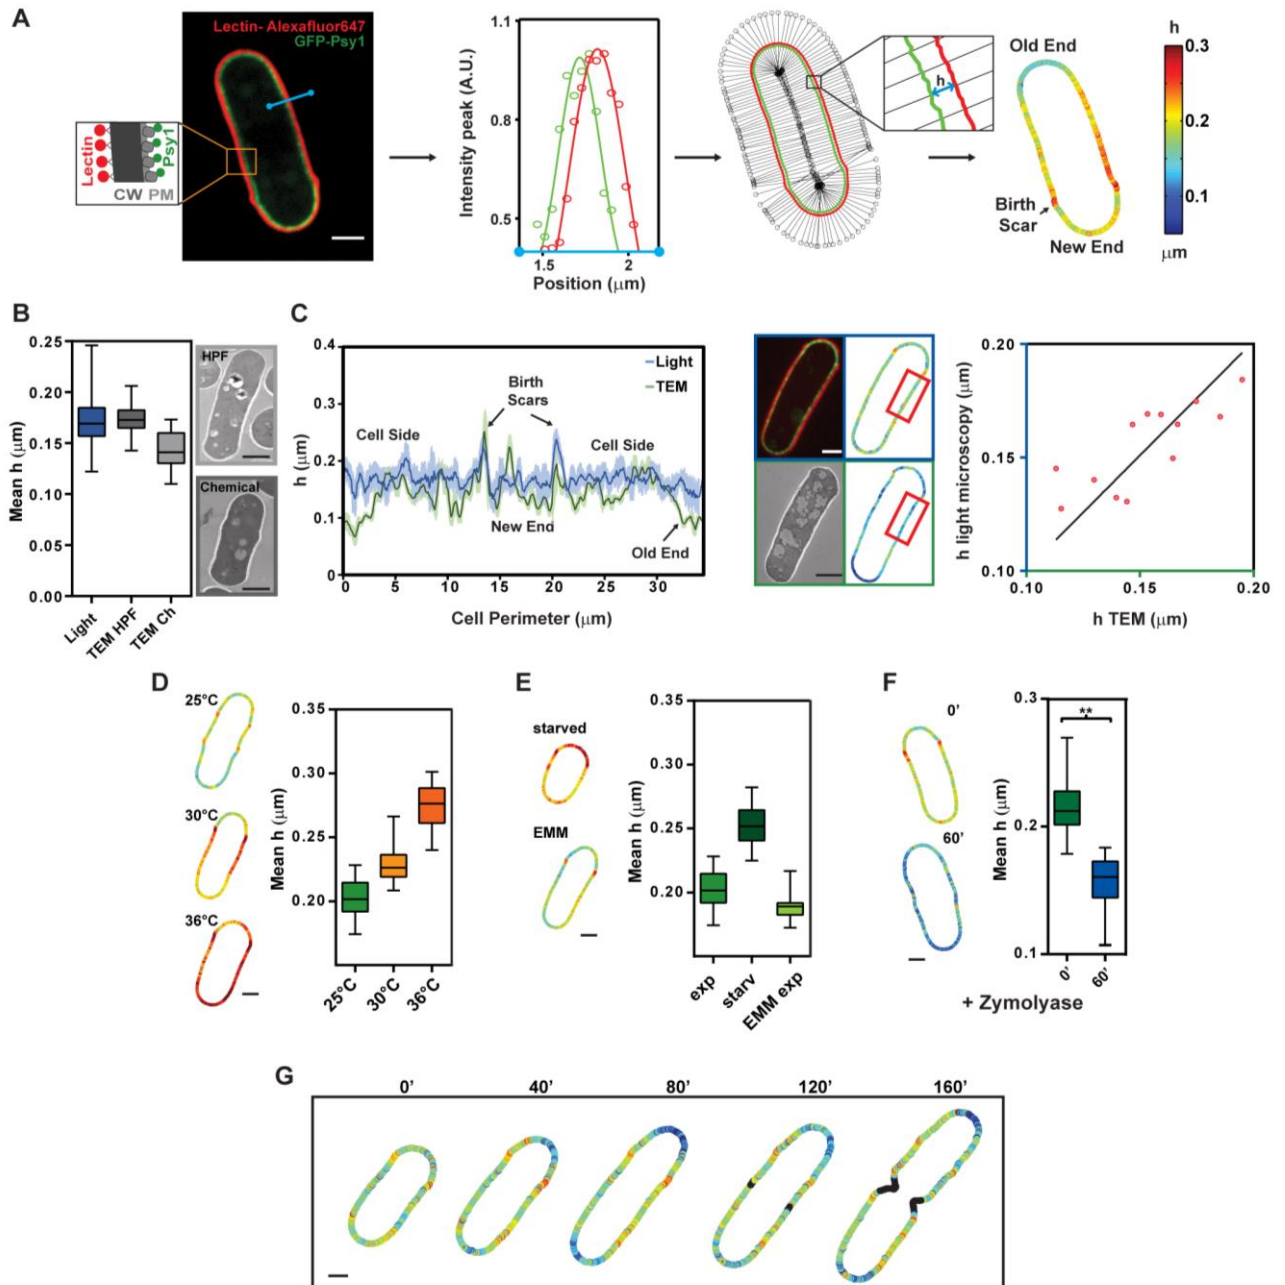 A
Lectin- Alexafluor647
GFP-Psy1
Lectin
Psy1
CW PM
Intensity peak (A.U.)
1.1
0.8
0.5
1.5
2
Position (μm)
h
Old End
Birth
Scar
New End
h
0.3
0.2
0.1
μm
B
Mean h (μm)
0.25
0.20
0.15
0.10
0.05
0.00
Light
TEM HPF
TEM Ch
HPF
Chemical
C
h (μm)
0.4
0.3
0.2
0.1
0
0
5
10
15
20
25
30
Cell Perimeter (μm)
Light
TEM
Birth
Scars
Cell Side
Cell Side
New End
Old End
h light microscopy (μm)
0.20
0.15
0.10
0.10
0.15
0.20
h TEM (μm)
D
25°C
30°C
36°C
Mean h (μm)
0.35
0.30
0.25
0.20
25°C
30°C
36°C
E
starved
EMM
Mean h (μm)
0.35
0.30
0.25
0.20
exp
starv
EMM exp
F
0'
60'
Mean h (μm)
0.3
0.2
0.1
**
0'
60'
+ Zymolyase
G
0'
40'
80'
120'
160'